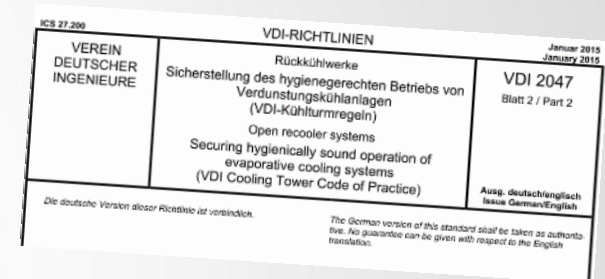 ICS 27.200
VDI-RICHTLINIEN
Januar 2015
January 2015
VEREIN
DEUTSCHER
INGENIEURE
Rückkühlwerke
Sicherstellung des hygienegerechten Betriebs von
Verdunstungskühlanlagen
(VDI-Kühlturmregeln)
Open recooler systems
Securing hygienically sound operation of
evaporative cooling systems
(VDI Cooling Tower Code of Practice)
VDI 2047
Blatt 2 / Part 2
Ausg. deutsch/englisch
Issue German/English
Die deutsche Version dieser Richtlinie ist verbindlich.
The German version of this standard shall be taken as authorita-
tive. No guarantee can be given with respect to the English
translation.